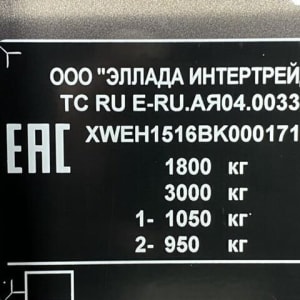 ООО "ЭЛЛАДА ИНТЕРТРЕЙ
ТС RU E-RU.АЯ04.0033
EAC XWEH1516BK000171
1800 кг
3000 кг
1- 1050 кг
2- 950 кг